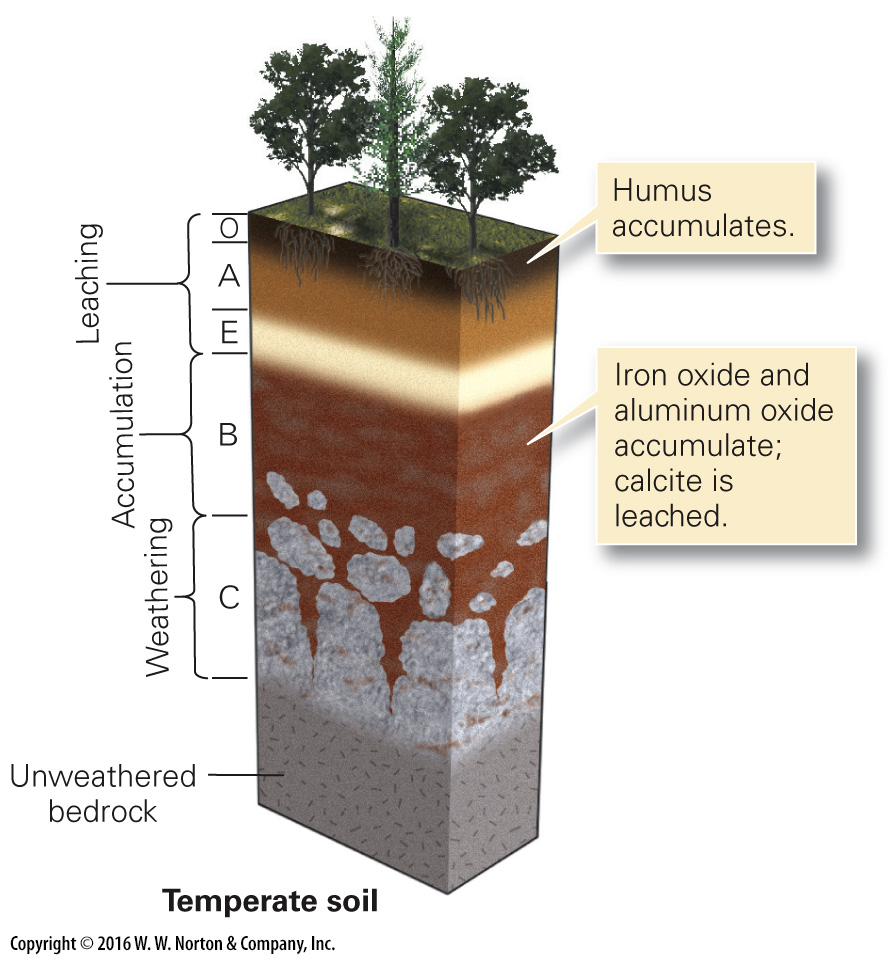 Humus
accumulates.
Leaching
O
A
E
Iron oxide and
aluminum oxide
accumulate;
calcite is
leached.
Accumulation
B
Weathering
C
Unweathered
bedrock
Temperate soil
Copyright © 2016 W. W. Norton & Company, Inc.